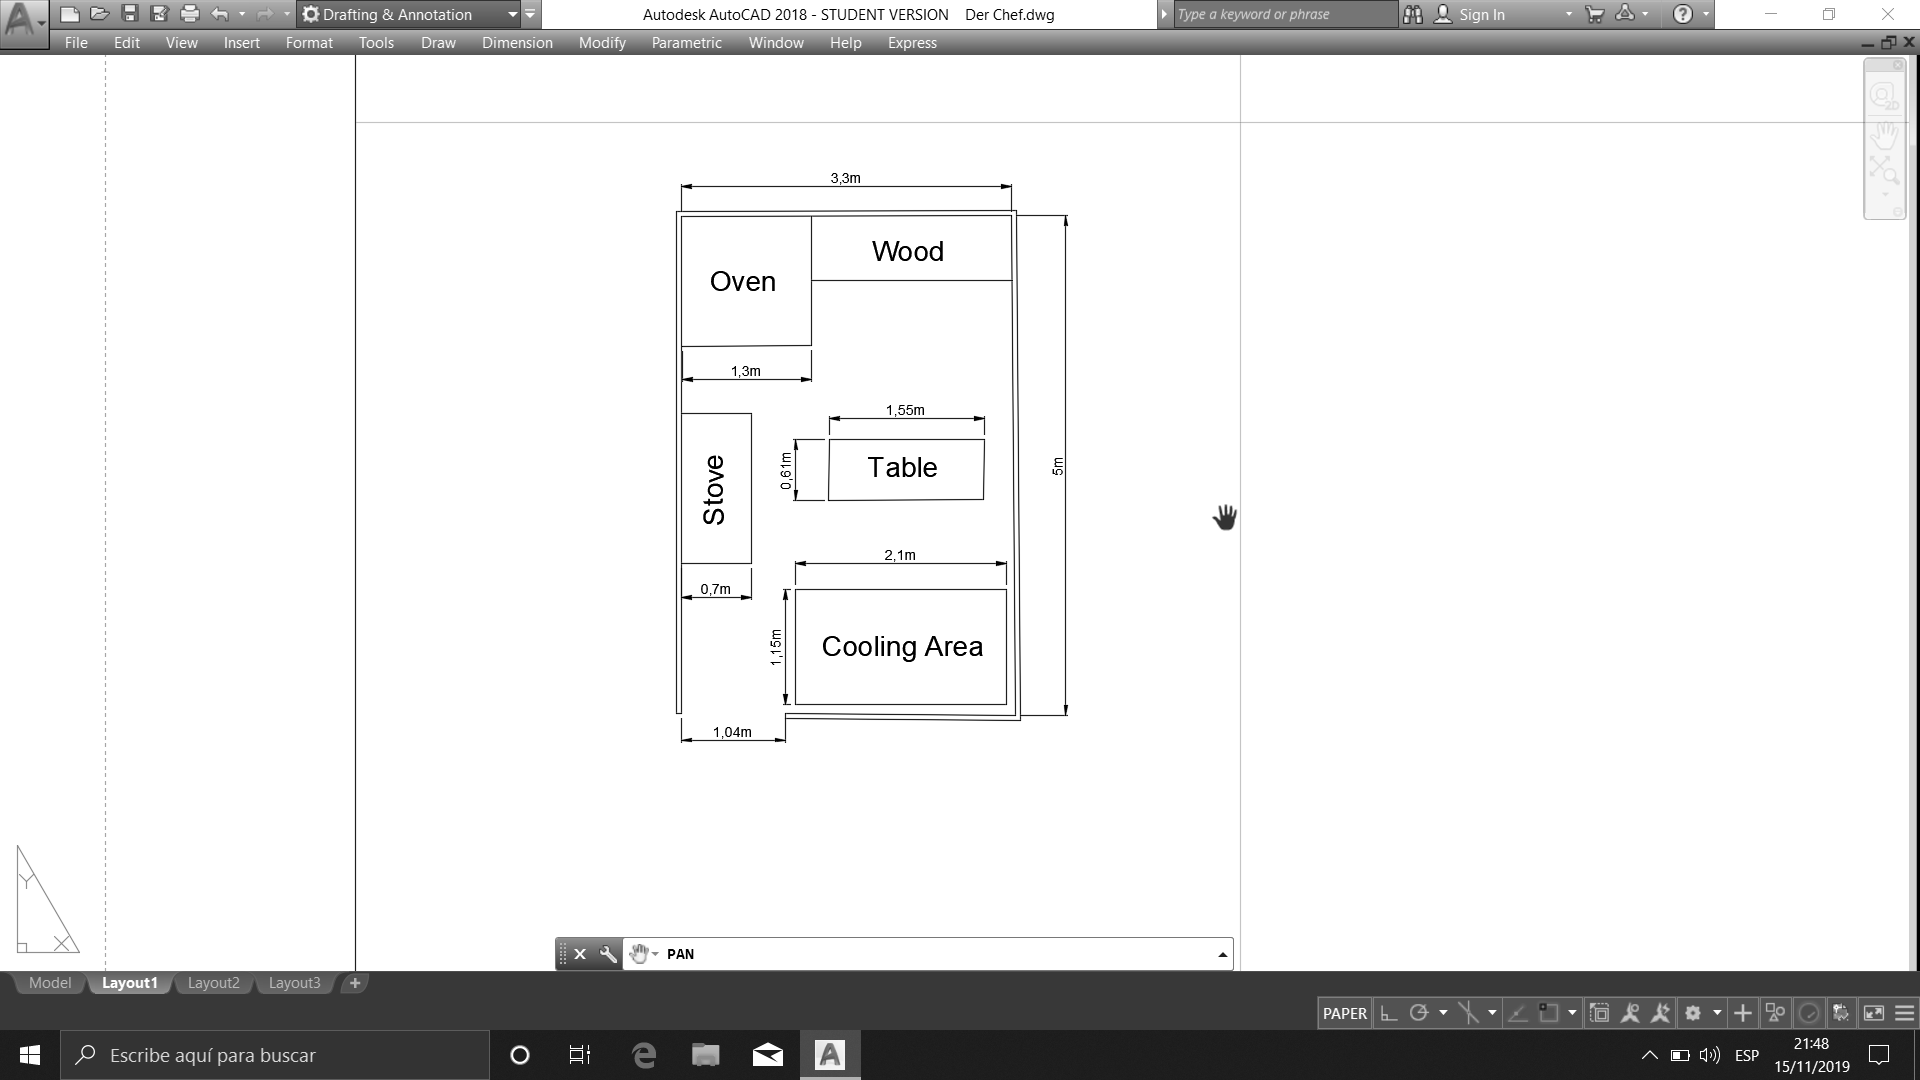 Drafting & Annotation
Autodesk AutoCAD 2018 - STUDENT VERSION Der Chef.dwg
Type a keyword or phrase
Sign In
File Edit View Insert Format Tools Draw Dimension Modify Parametric Window Help Express
2D
3,3m
Wood
Oven
1,3m
1,55m
0,61m
Table
5m
Stove
2,1m
0,7m
1,15m
Cooling Area
1,04m
Y
X
PAN
Model Layout1 Layout2 Layout3 +
PAPER
Escribe aquí para buscar
ESP
21:48
15/11/2019